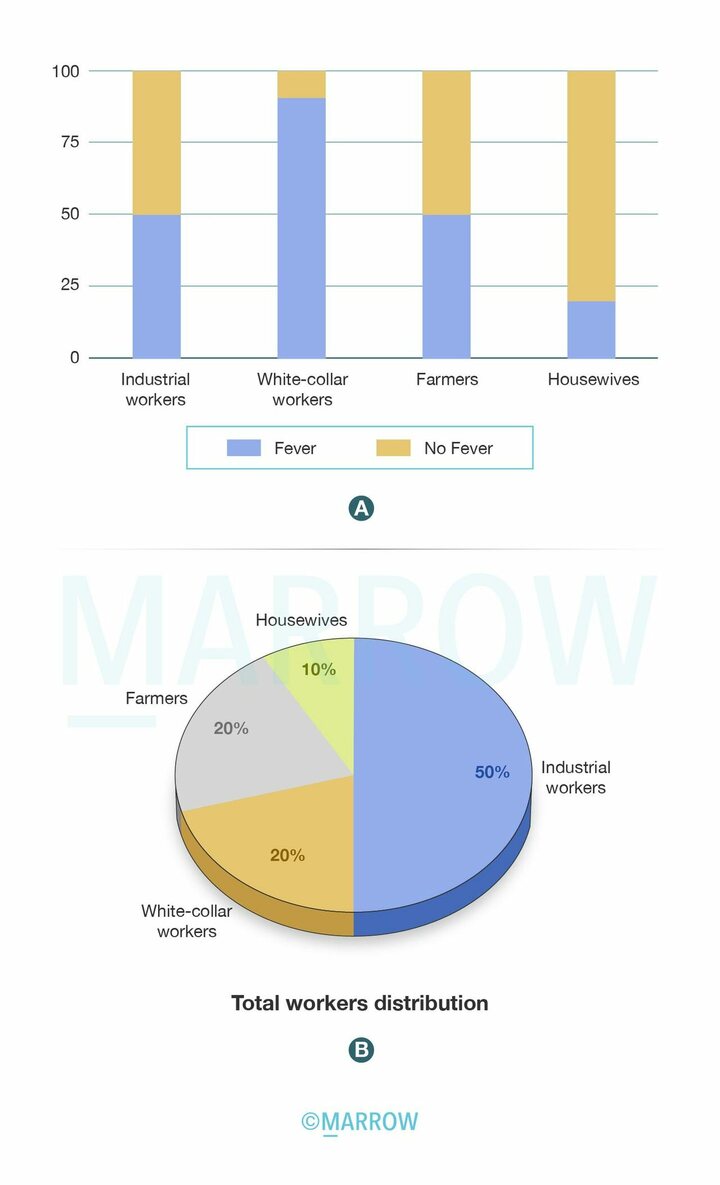 100
75
50
25
0
Industrial
workers
White-collar
workers
Farmers
Housewives
Fever
No Fever
A
MARROW
Housewives
10%
Farmers
20%
50%
Industrial
workers
20%
White-collar
workers
Total workers distribution
B
©MARROW